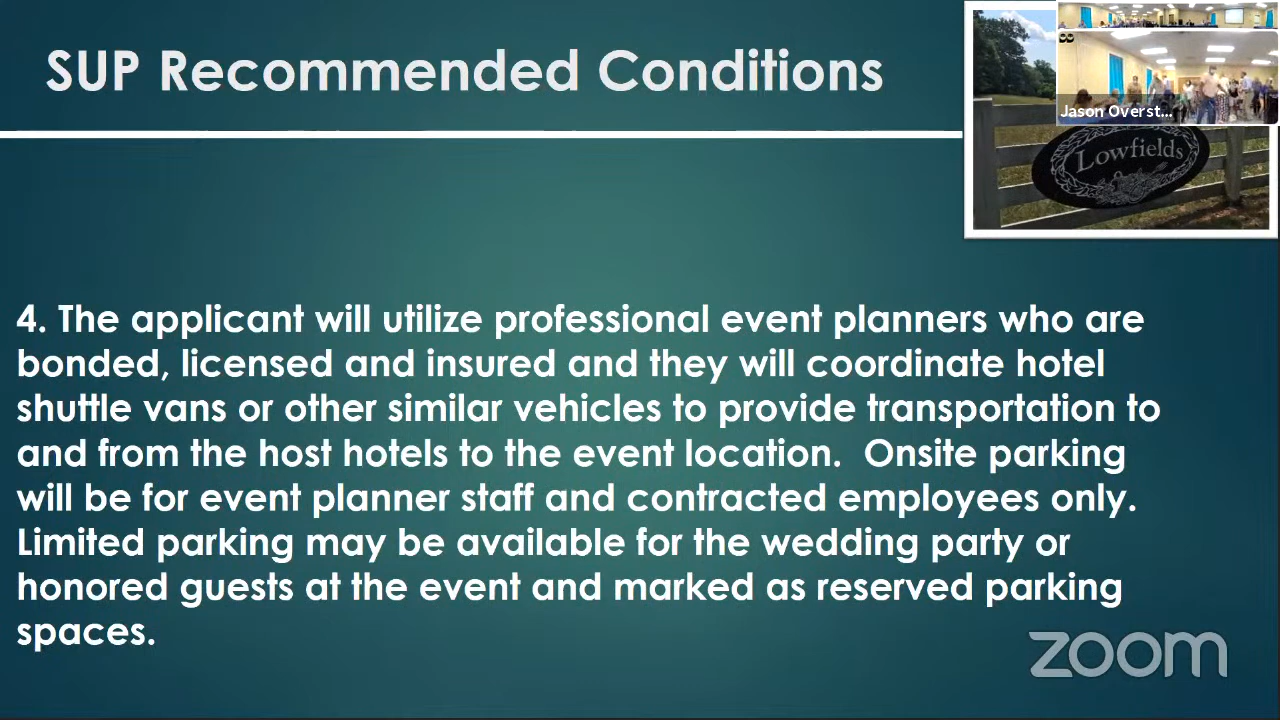 SUP Recommended Conditions
Jason Overst...
Lowfields
4. The applicant will utilize professional event planners who are
bonded, licensed and insured and they will coordinate hotel
shuttle vans or other similar vehicles to provide transportation to
and from the host hotels to the event location.  Onsite parking
will be for event planner staff and contracted employees only.
Limited parking may be available for the wedding party or
honored guests at the event and marked as reserved parking
spaces.
zoom